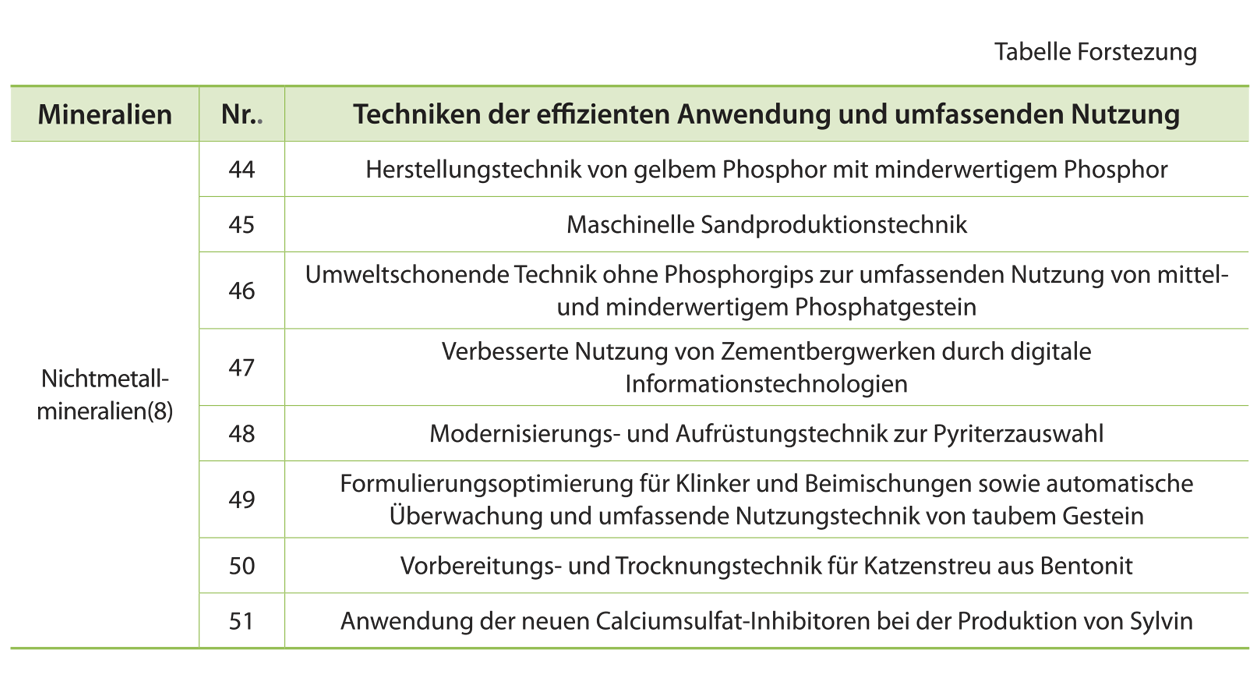 Tabelle Forstezung
Mineralien Nr.. Techniken der effizienten Anwendung und umfassenden Nutzung
44 Herstellungstechnik von gelbem Phosphor mit minderwertigem Phosphor
45 Maschinelle Sandproduktionstechnik
46 Umweltschonende Technik ohne Phosphorgips zur umfassenden Nutzung von mittel-
und minderwertigem Phosphatgestein
47 Verbesserte Nutzung von Zementbergwerken durch digitale
Informationstechnologien
Nichtmetall-
mineralien(8)
48 Modernisierungs- und Aufrüstungstechnik zur Pyriterzauswahl
49 Formulierungsoptimierung für Klinker und Beimischungen sowie automatische
Überwachung und umfassende Nutzungstechnik von taubem Gestein
50 Vorbereitungs- und Trocknungstechnik für Katzenstreu aus Bentonit
51 Anwendung der neuen Calciumsulfat-Inhibitoren bei der Produktion von Sylvin